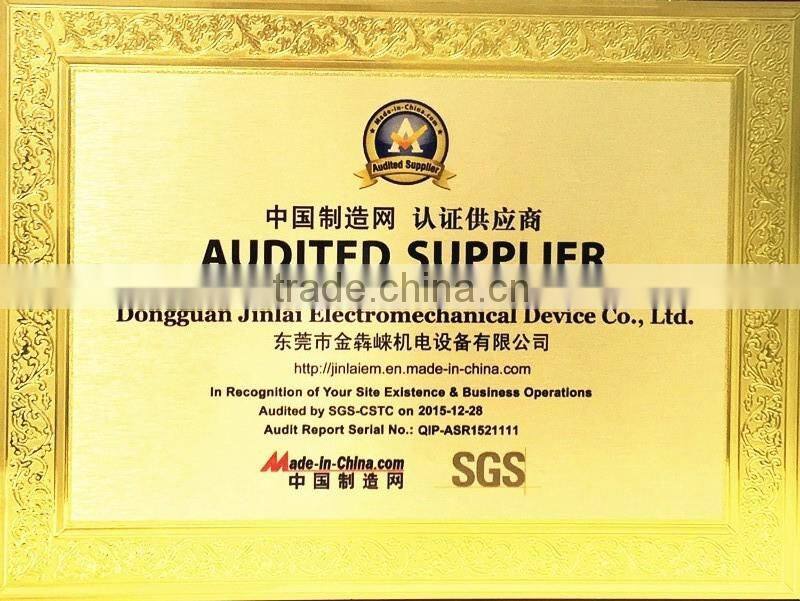 Made-in-China.com
Audited Supplier
中国制造网 认证供应商
AUDITED SUPPLIER
trade.china.cn
Dongguan Jinlai Electromechanical Device Co., Ltd.
东莞市金犇崃机电设备有限公司
http://jinlaiem.en.made-in-china.com
In Recognition of Your Site Existence & Business Operations
Audited by SGS-CSTC on 2015-12-28
Audit Report Serial No.: QIP-ASR1521111
Made-in-China.com
中国制造网
SGS